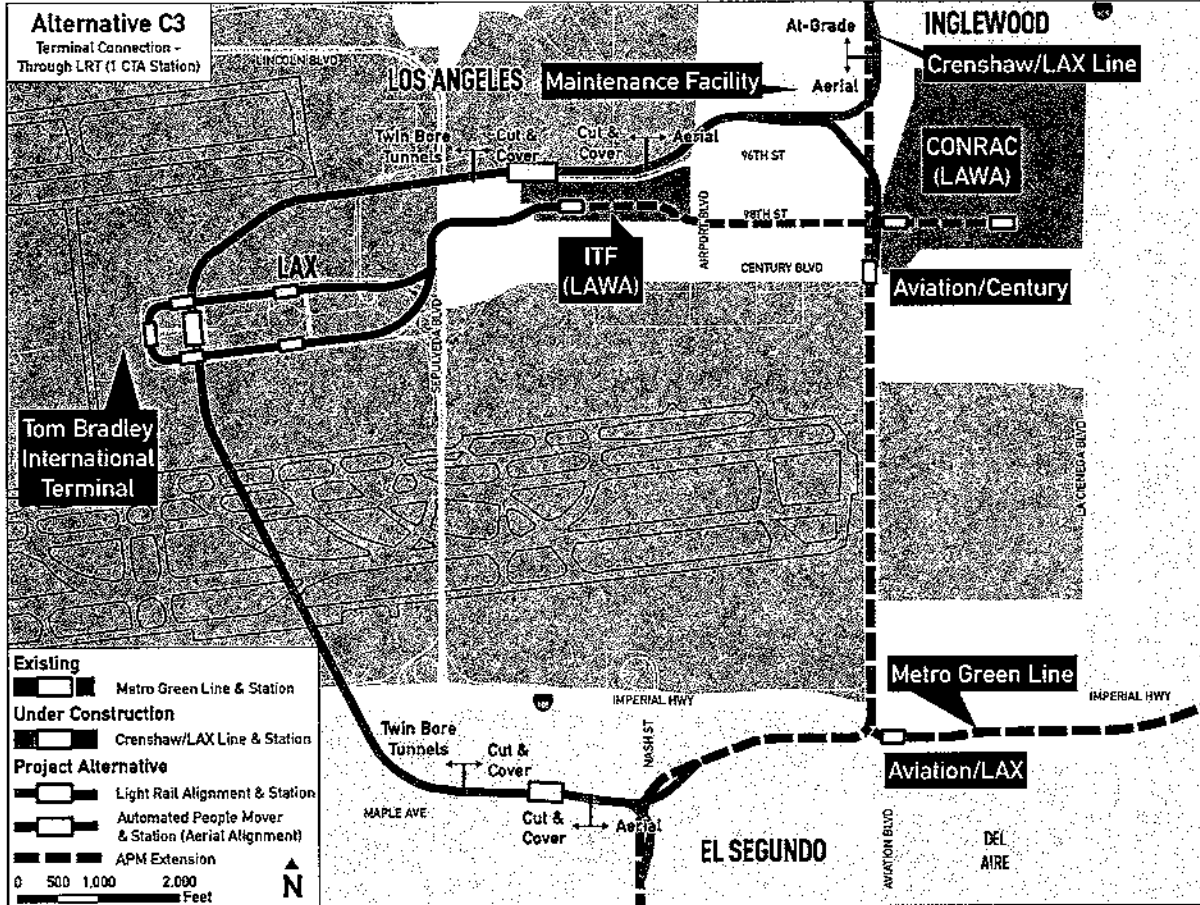 Alternative C3
Terminal Connection -
Through LRT (1 CTA Station)
LINCOLN BLVD
LOS ANGELES
At-Grade
INGLEWOOD
Crenshaw/LAX Line
Maintenance Facility
Aerial
Twin Bore
Tunnels
Cut &
Cover
Cut &
Cover
Aerial
96TH ST
CONRAC
(LAWA)
98TH ST
AIRPORT BLVD
ITF
(LAWA)
CENTURY BLVD
LAX
Aviation/Century
SEPULVEDA BLVD
Tom Bradley
International
Terminal
LA CIENEGA BLVD
Existing
Metro Green Line & Station
Under Construction
Crenshaw/LAX Line & Station
Project Alternative
Light Rail Alignment & Station
Automated People Mover
& Station (Aerial Alignment)
APM Extension
0 500 1,000 2,000
Feet
N
IMPERIAL HWY
Metro Green Line
IMPERIAL HWY
NASH ST
Twin Bore
Tunnels
Cut &
Cover
Aviation/LAX
MAPLE AVE
Cut &
Cover
Aerial
EL SEGUNDO
AVIATION BLVD
DEL
AIRE